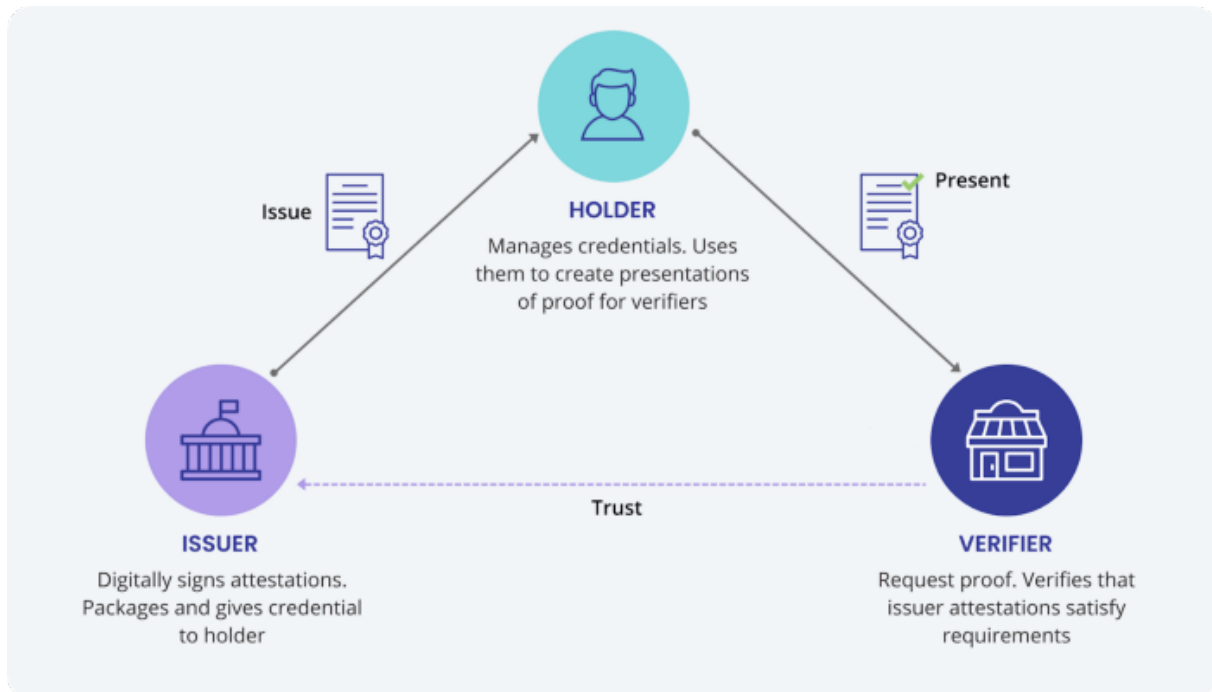 Issue
Present
HOLDER
Manages credentials. Uses
them to create presentations
of proof for verifiers
Trust
ISSUER
Digitally signs attestations.
Packages and gives credential
to holder
VERIFIER
Request proof. Verifies that
issuer attestations satisfy
requirements